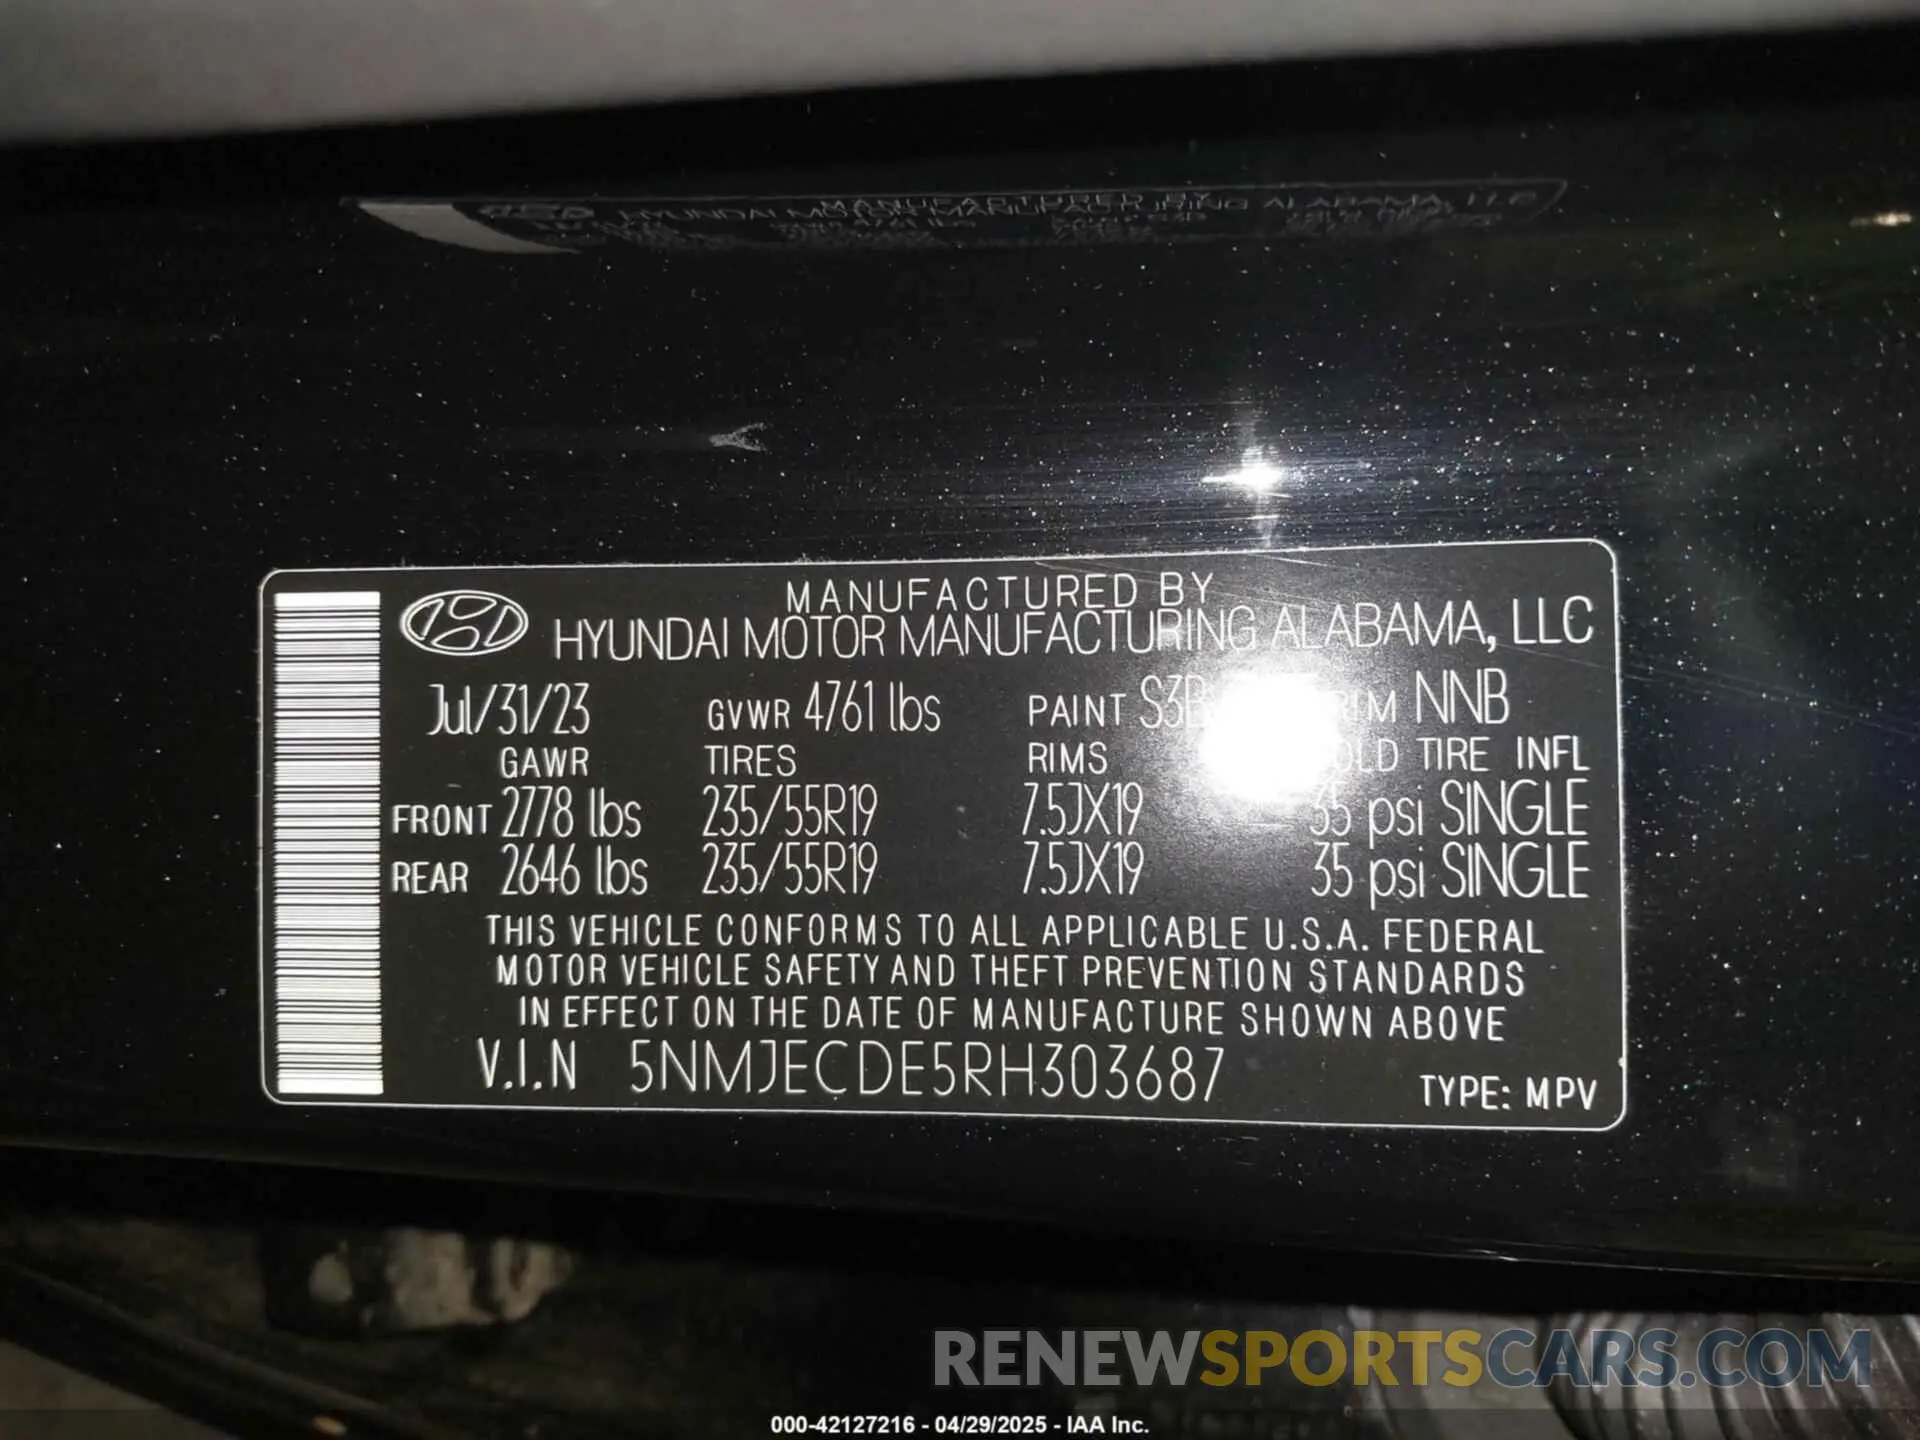 MANUFACTURED BY
HYUNDAI MOTOR MANUFACTURING ALABAMA, LLC
Jul/31/23 GVWR 4761 lbs PAINT S3B NNB
GAWR TIRES RIMS TIRE INFL
FRONT 2778 lbs 235/55R19 7.5JX19 35 psi SINGLE
REAR 2646 lbs 235/55R19 7.5JX19 35 psi SINGLE
THIS VEHICLE CONFORMS TO ALL APPLICABLE U.S.A. FEDERAL
MOTOR VEHICLE SAFETY AND THEFT PREVENTION STANDARDS
IN EFFECT ON THE DATE OF MANUFACTURE SHOWN ABOVE
V.I.N 5NMJECDE5RH303687
TYPE: MPV
RENEWSPORTSCARS.COM
000-42127216 - 04/29/2025 - IAA Inc.